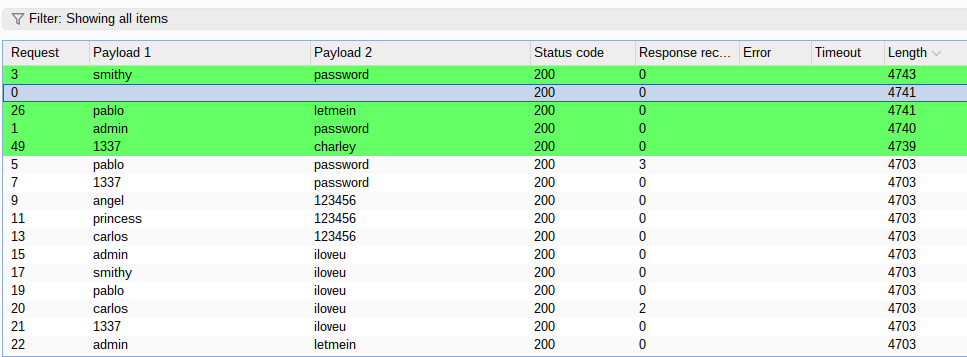 Filter: Showing all items
Request Payload 1 Payload 2 Status code Response rec... Error Timeout Length
3 smithy password 200 0 4743
0 200 0 4741
26 pablo letmein 200 0 4741
1 admin password 200 0 4740
49 1337 charley 200 0 4739
5 pablo password 200 3 4703
7 1337 password 200 0 4703
9 angel 123456 200 0 4703
11 princess 123456 200 0 4703
13 carlos 123456 200 0 4703
15 admin iloveu 200 0 4703
17 smithy iloveu 200 0 4703
19 pablo iloveu 200 0 4703
20 carlos iloveu 200 2 4703
21 1337 iloveu 200 0 4703
22 admin letmein 200 0 4703